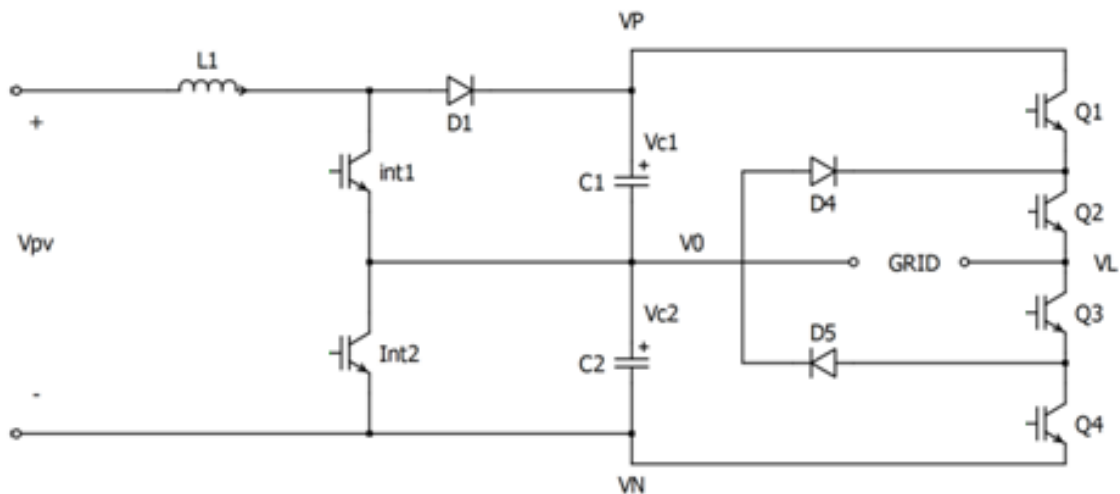 VP
L1
+
D1
Q1
int1
Vc1
+
C1
D4
Q2
Vpv
V0
GRID
VL
Vc2
Q3
D5
+
Int2
C2
-
Q4
VN